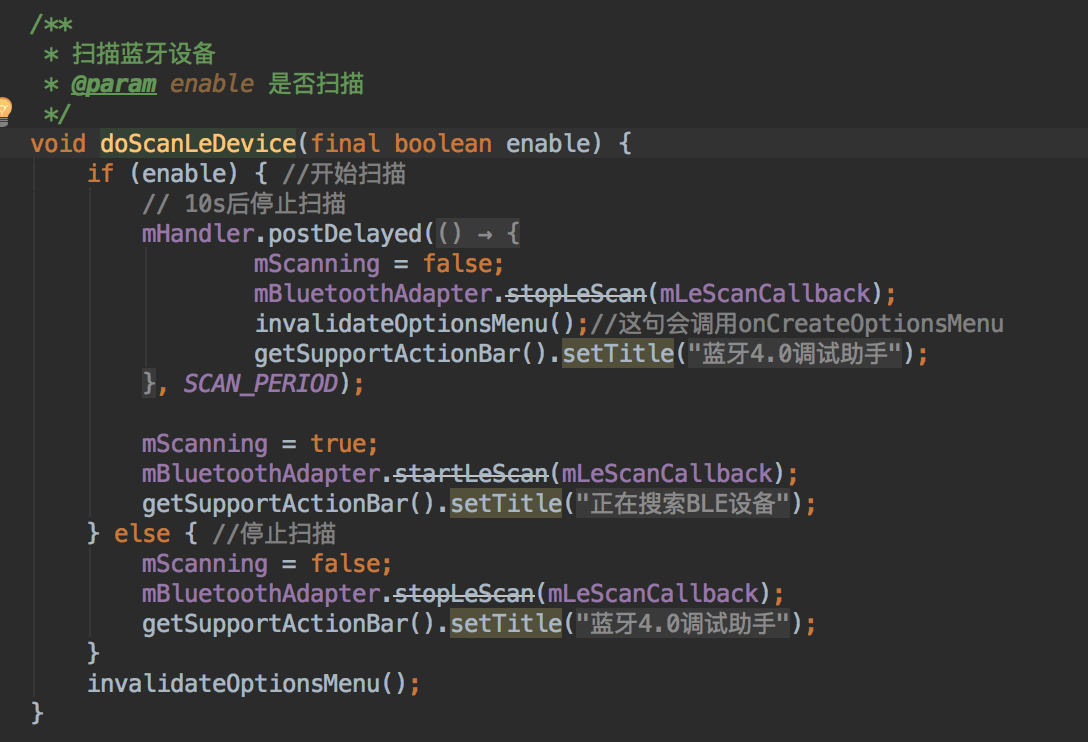 /**
 * 扫描蓝牙设备
 * @param enable 是否扫描
 */
void doScanLeDevice(final boolean enable) {
    if (enable) { //开始扫描
        // 10s后停止扫描
        mHandler.postDelayed(() → {
                mScanning = false;
                mBluetoothAdapter.stopLeScan(mLeScanCallback);
                invalidateOptionsMenu();//这句会调用onCreateOptionsMenu
                getSupportActionBar().setTitle("蓝牙4.0调试助手");
        }, SCAN_PERIOD);

        mScanning = true;
        mBluetoothAdapter.startLeScan(mLeScanCallback);
        getSupportActionBar().setTitle("正在搜索BLE设备");
    } else { //停止扫描
        mScanning = false;
        mBluetoothAdapter.stopLeScan(mLeScanCallback);
        getSupportActionBar().setTitle("蓝牙4.0调试助手");
    }
    invalidateOptionsMenu();
}